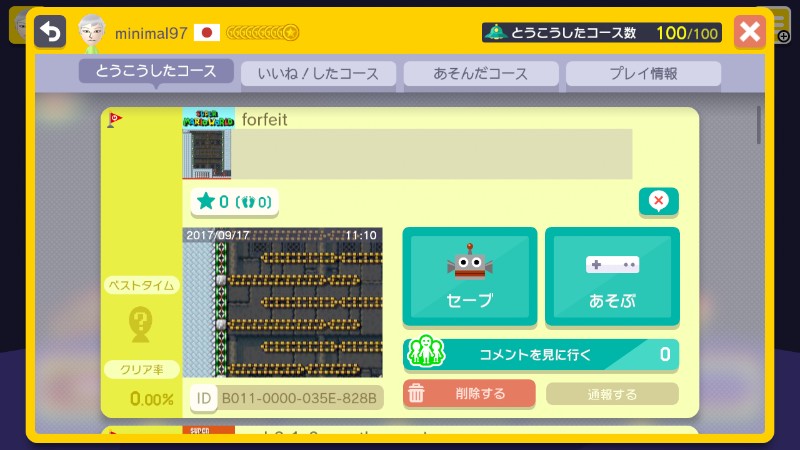 minimal97
とうこうしたコース数 100/100
とうこうしたコース
いいね！したコース
あそんだコース
プレイ情報
SUPER
MARIO WORLD
forfeit
0 (0)
2017/09/17 11:10
セーブ
あそぶ
ベストタイム
?
コメントを見に行く 0
クリア率
0.00%
ID B011-0000-035E-828B
削除する
通報する
SUPER